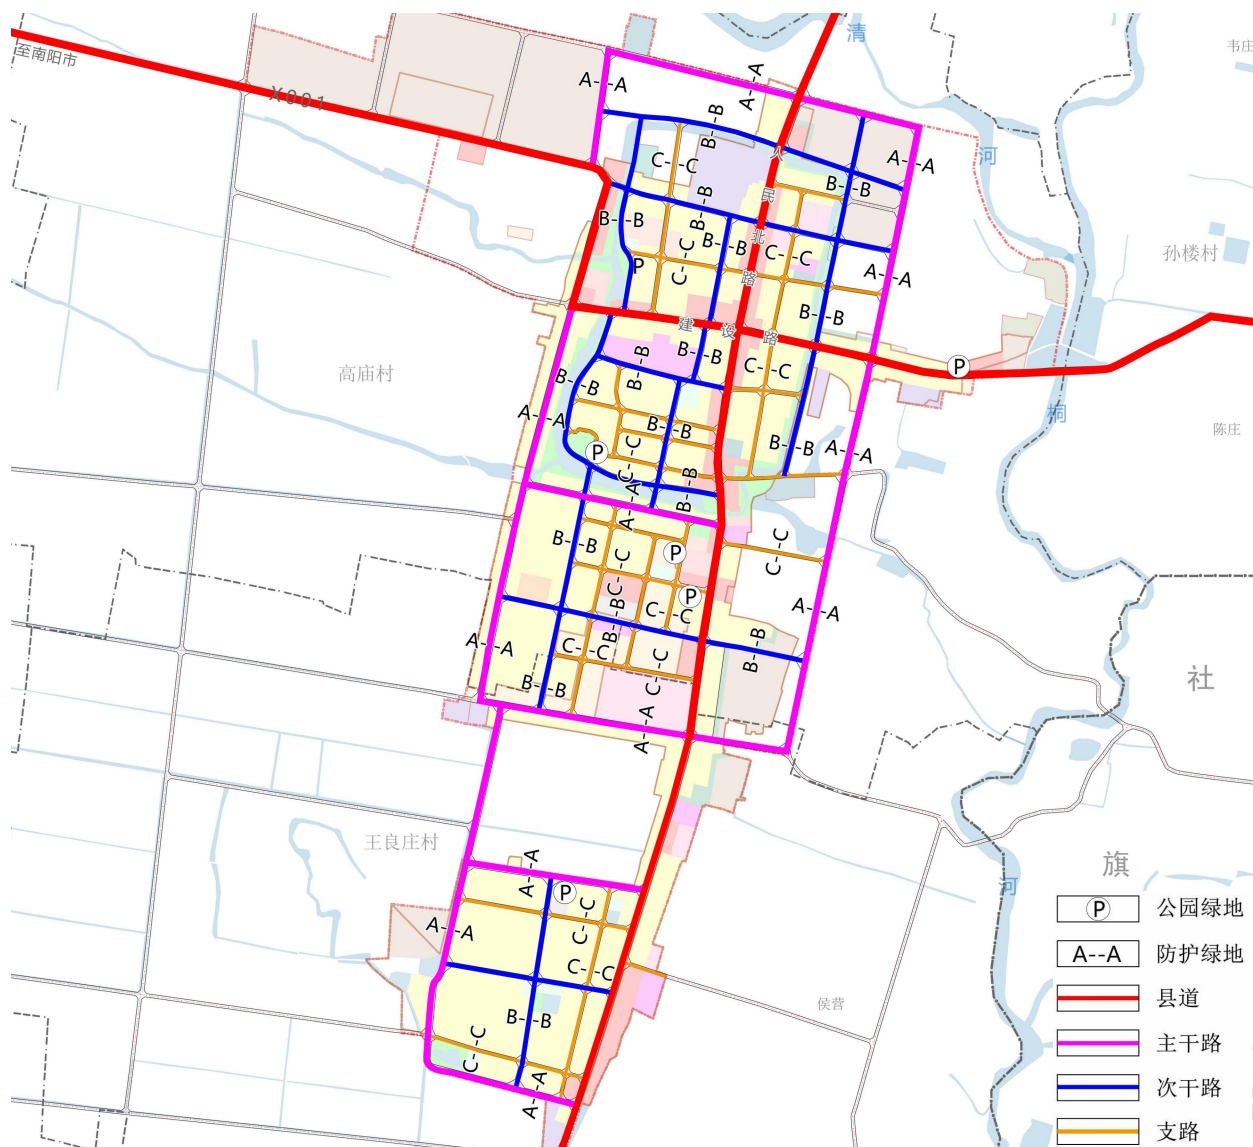 至南阳市
X001
清
河
韦庄
孙楼村
人
民
北
路
建 设 路
高庙村
桐
陈庄
社
旗
王良庄村
侯营
河
A---A
A---A
B---B
C---C
A---A
B---B
B---B
B---B
B---B
C---C
C---C
A---A
P
B---B
B---B
B---B
C---C
P
B---B
B---B
A---A
B---B
C---C
P
B---B
A---A
A---A
B---B
B---B
C---C
P
C---C
P
C---C
B---B
A---A
A---A
C---C
C---C
B---B
B---B
A---A
A---A
P
C---C
A---A
C---C
B---B
C---C
A---A
P 公园绿地
A--A 防护绿地
县道
主干路
次干路
支路